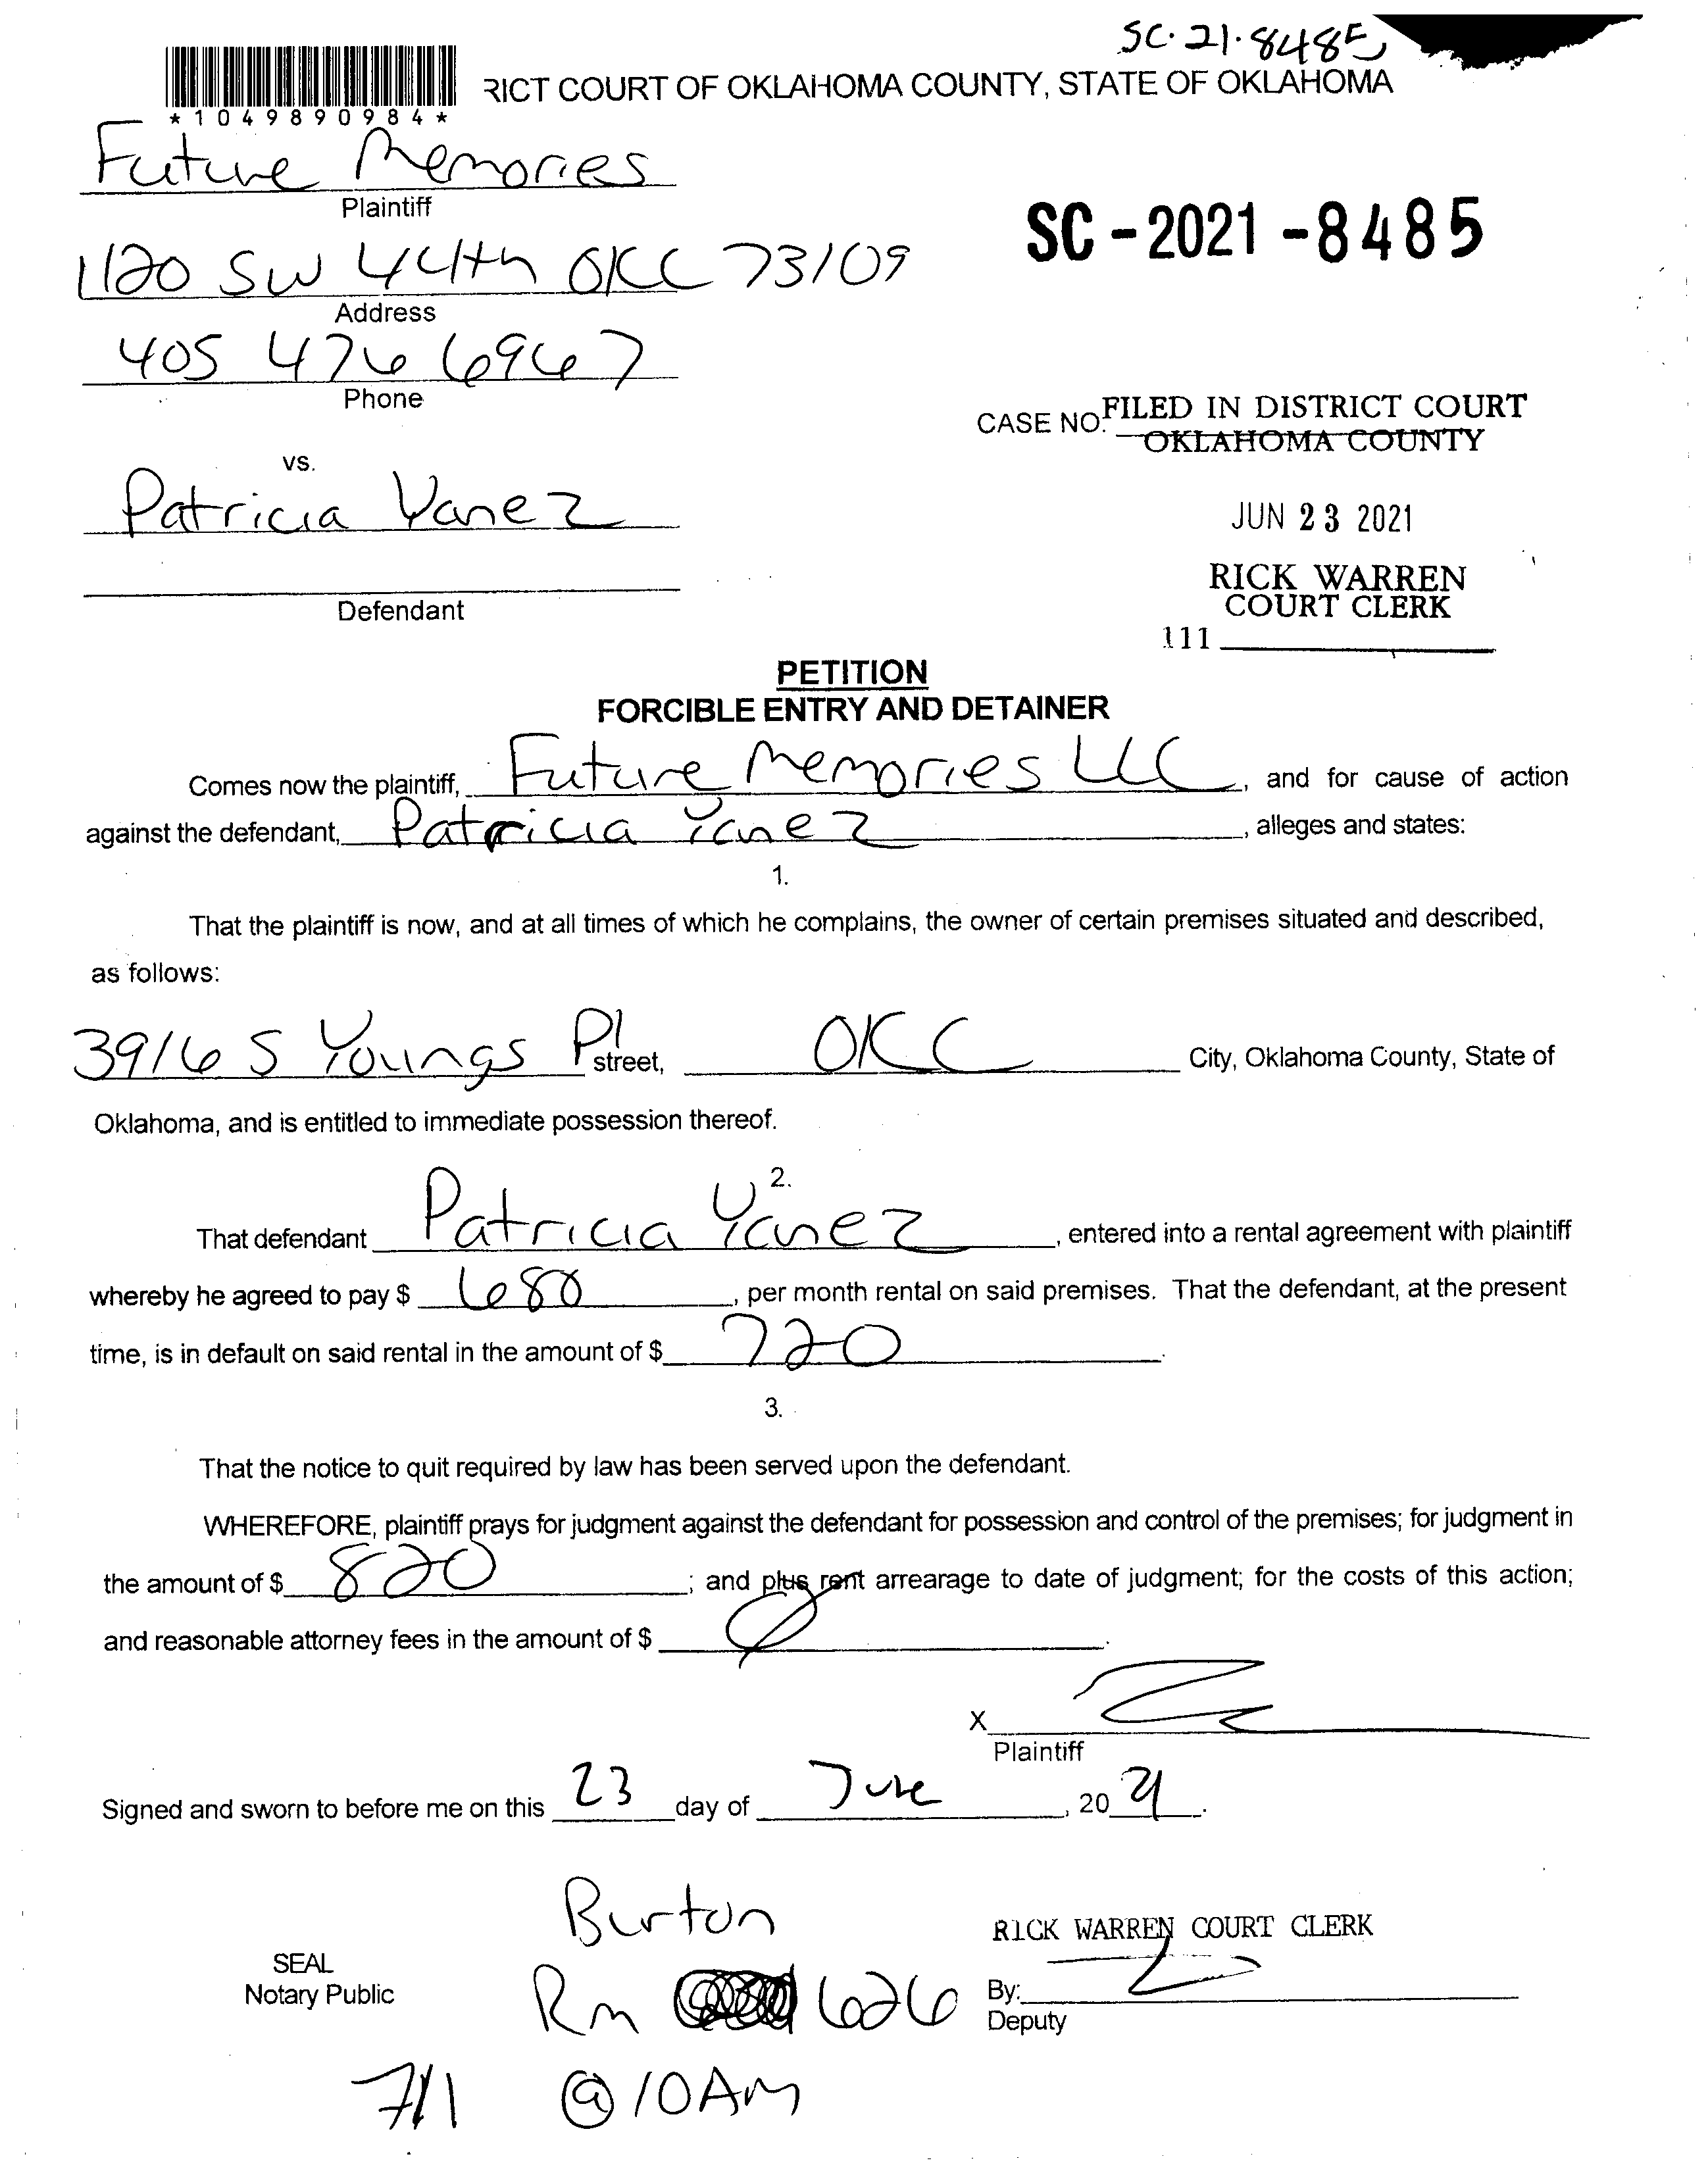 SC-21-8485
RICT COURT OF OKLAHOMA COUNTY, STATE OF OKLAHOMA
*1049890984*
Future Memories
Plaintiff
SC-2021-8485
1120 SW 44th OKC 73109
Address
405 476 6967
Phone
CASE NO.
FILED IN DISTRICT COURT
OKLAHOMA COUNTY
vs.
Patricia Yanez
JUN 23 2021
RICK WARREN
COURT CLERK
Defendant
111
PETITION
FORCIBLE ENTRY AND DETAINER
Comes now the plaintiff, Future Memories LLC, and for cause of action
against the defendant, Patricia Yanez, alleges and states:
1.
That the plaintiff is now, and at all times of which he complains, the owner of certain premises situated and described,
as follows:
3916 S Youngs Pl street, OKC City, Oklahoma County, State of
Oklahoma, and is entitled to immediate possession thereof.
2.
That defendant Patricia Yanez, entered into a rental agreement with plaintiff
whereby he agreed to pay $ 680, per month rental on said premises. That the defendant, at the present
time, is in default on said rental in the amount of $ 720.
3.
That the notice to quit required by law has been served upon the defendant.
WHEREFORE, plaintiff prays for judgment against the defendant for possession and control of the premises; for judgment in
the amount of $ 820; and plus rent arrearage to date of judgment; for the costs of this action;
and reasonable attorney fees in the amount of $ 0.
X
Plaintiff
Signed and sworn to before me on this 23 day of June, 2021.
Burton
RICK WARREN COURT CLERK
SEAL
Notary Public
Rm 626
By:
Deputy
7/1 @ 10AM